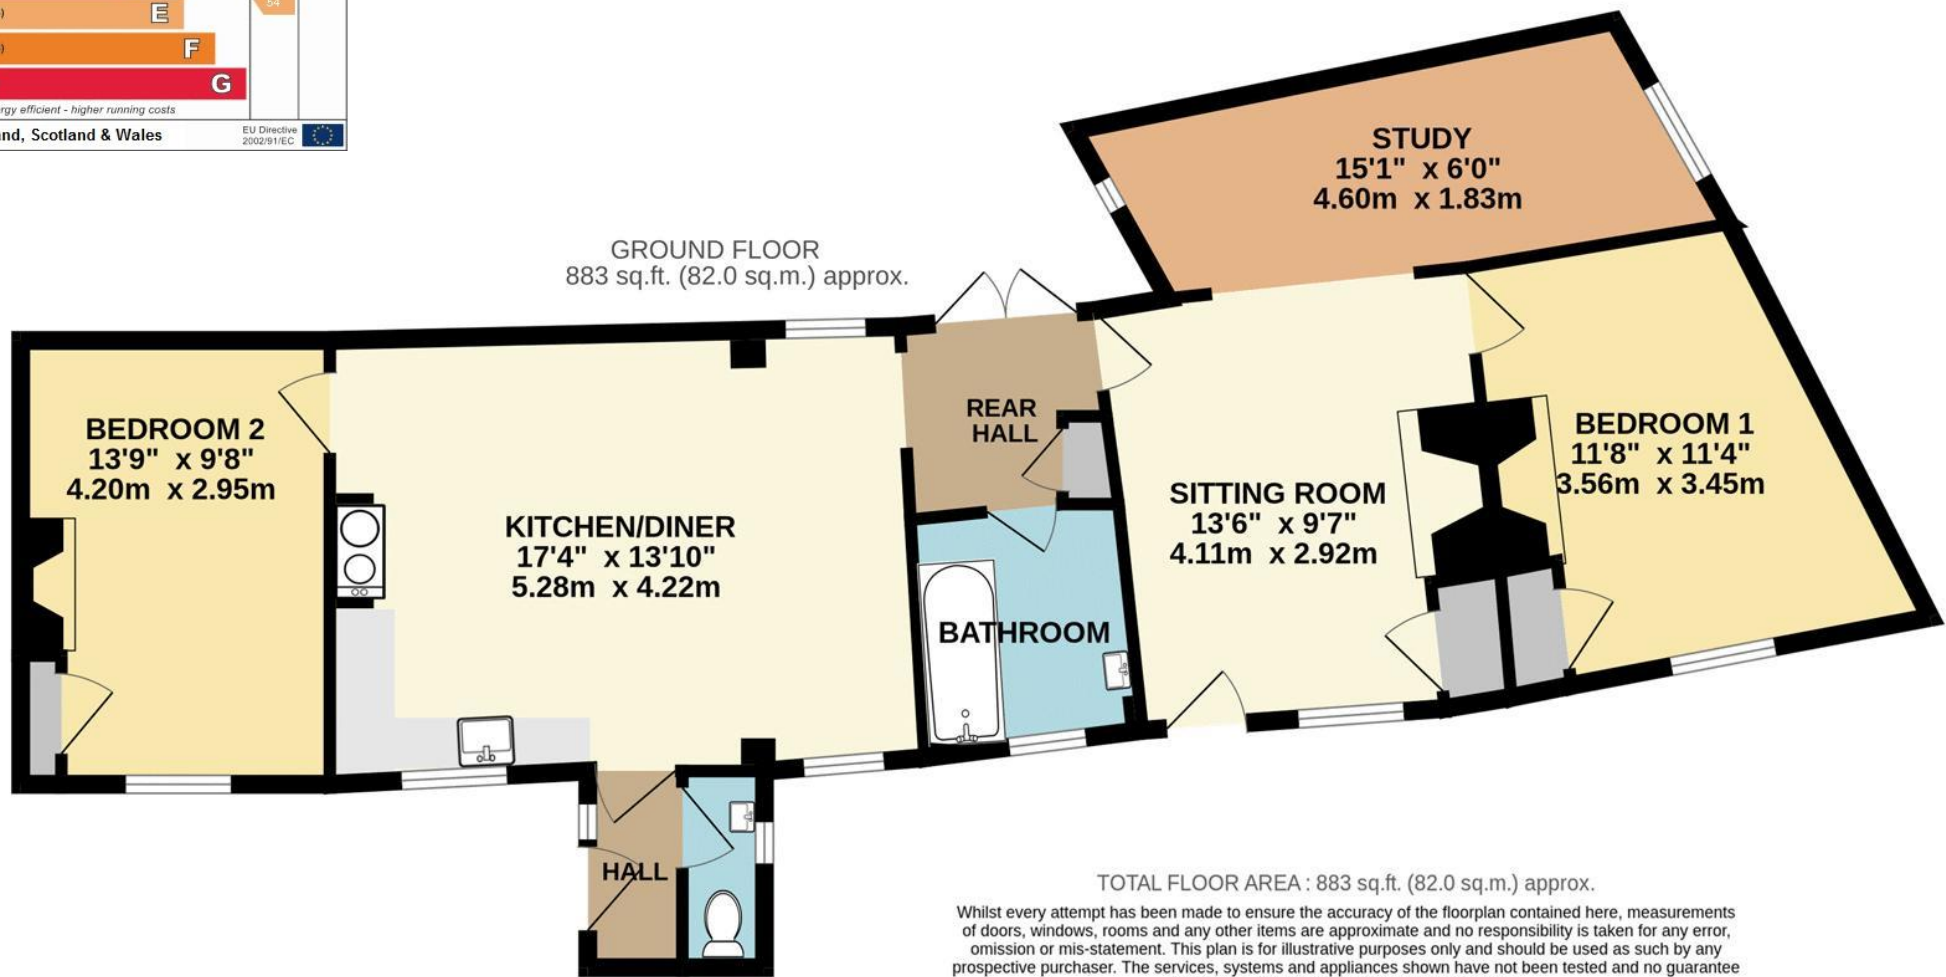 E
54
F
G
rgy efficient - higher running costs
nd, Scotland & Wales
EU Directive
2002/91/EC
GROUND FLOOR
883 sq.ft. (82.0 sq.m.) approx.
STUDY
15'1" x 6'0"
4.60m x 1.83m
BEDROOM 2
13'9" x 9'8"
4.20m x 2.95m
KITCHEN/DINER
17'4" x 13'10"
5.28m x 4.22m
REAR
HALL
BATHROOM
SITTING ROOM
13'6" x 9'7"
4.11m x 2.92m
BEDROOM 1
11'8" x 11'4"
3.56m x 3.45m
HALL
TOTAL FLOOR AREA : 883 sq.ft. (82.0 sq.m.) approx.
Whilst every attempt has been made to ensure the accuracy of the floorplan contained here, measurements
of doors, windows, rooms and any other items are approximate and no responsibility is taken for any error,
omission or mis-statement. This plan is for illustrative purposes only and should be used as such by any
prospective purchaser. The services, systems and appliances shown have not been tested and no guarantee